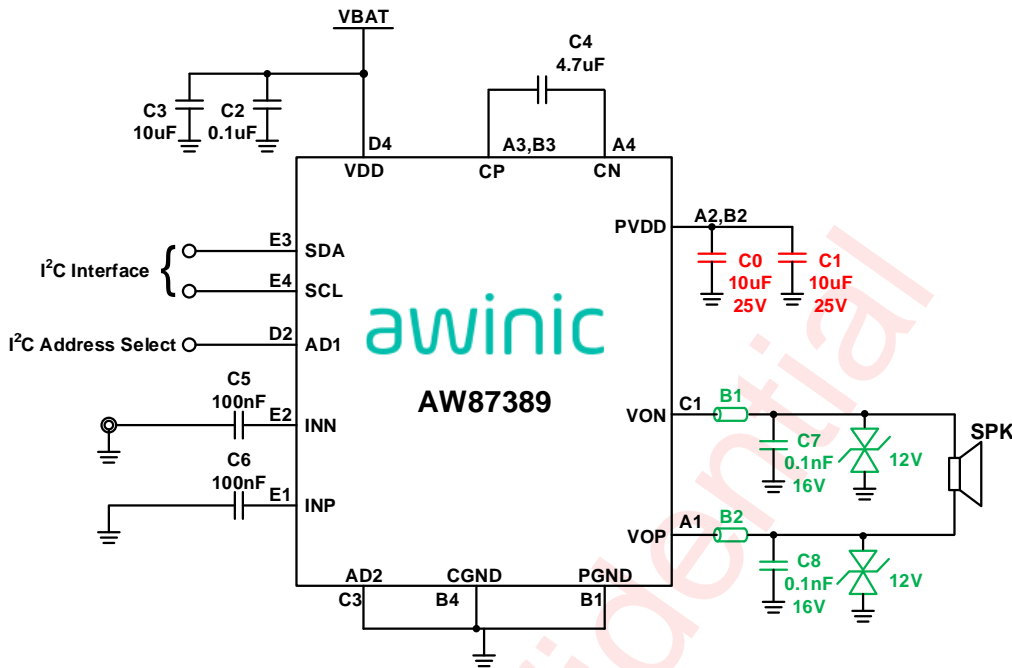 VBAT
C4
4.7uF
C3
10uF
C2
0.1uF
D4
A3,B3
A4
VDD
CP
CN
PVDD
A2,B2
C0
10uF
25V
C1
10uF
25V
I²C Interface {
E3
SDA
E4
SCL
I²C Address Select
D2
AD1
awinic
AW87389
C5
100nF
E2
INN
C6
100nF
E1
INP
VON
C1
B1
C7
0.1nF
16V
12V
SPK
VOP
A1
B2
C8
0.1nF
16V
12V
AD2
CGND
PGND
C3
B4
B1